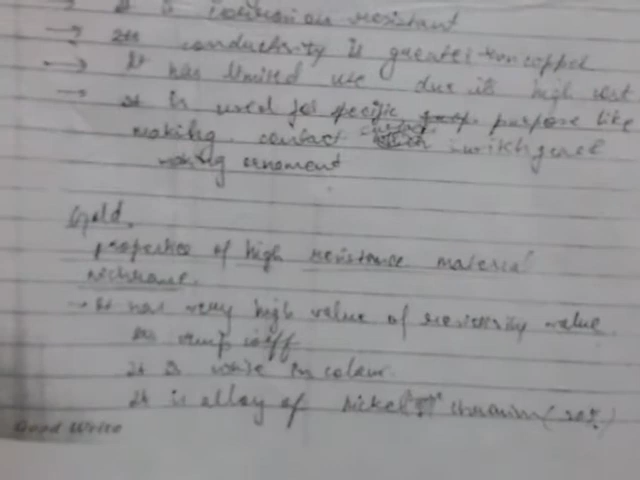 → It is corrosion resistant
→ Its conductivity is greater than copper
→ It has limited use due its high cost
→ It is used for specific purpose like
making contact switchgear
making ornament
Gold.
Properties of high resistance material
nichrome.
→ It has very high value of resistivity value
temp coff
It is white in colour
It is alloy of nickel chromium (20%)
Good Write